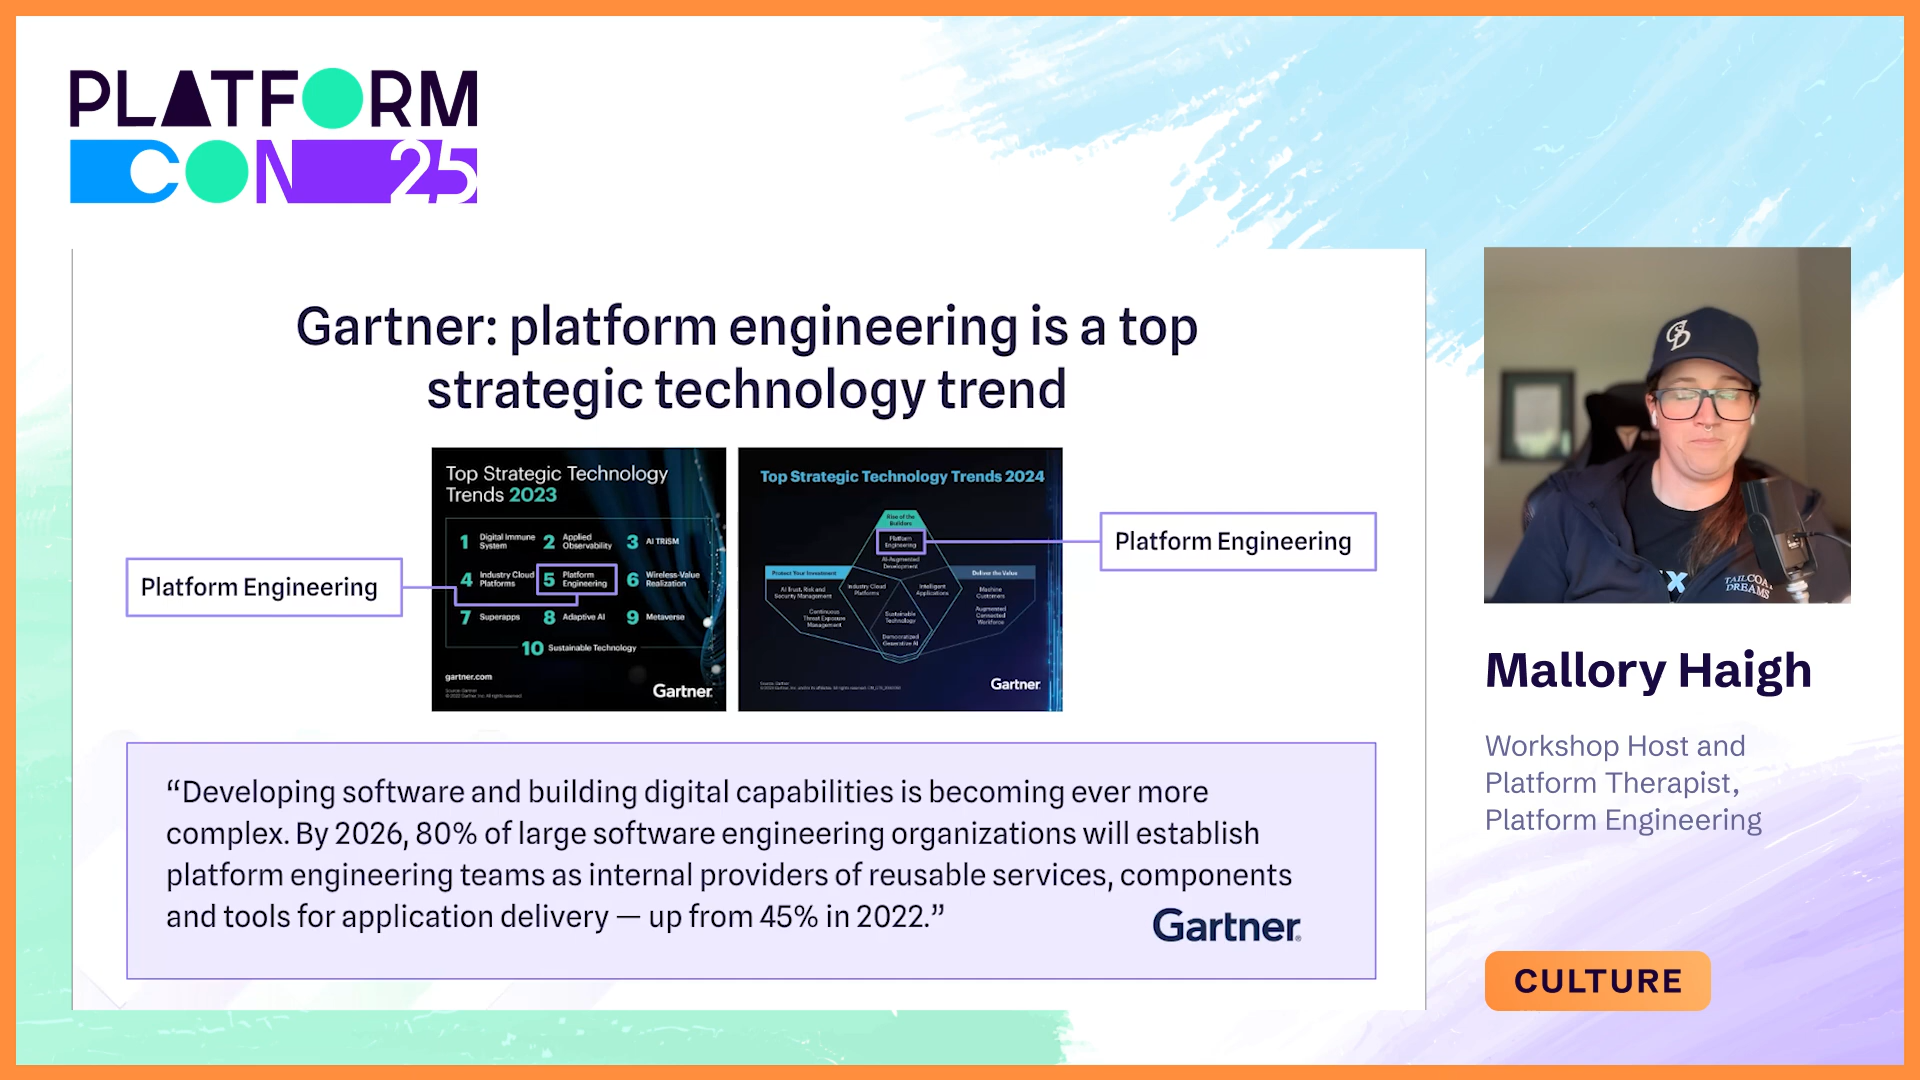 PLATFORM
CON 25
Gartner: platform engineering is a top
strategic technology trend
Top Strategic Technology
Trends 2023
1 Digital Immune System
2 Applied Observability
3 AI TRiSM
4 Industry Cloud Platforms
5 Platform Engineering
6 Wireless-Value Realization
7 Superapps
8 Adaptive AI
9 Metaverse
10 Sustainable Technology
gartner.com
Gartner
Platform Engineering
Top Strategic Technology Trends 2024
Rise of the
Builders
Platform
Engineering
AI-Augmented
Development
Protect Your Investment
Deliver the Value
AI Trust, Risk and
Security Management
Continuous
Threat Exposure
Management
Industry Cloud
Platforms
Intelligent
Applications
Sustainable
Technology
Democratized
Generative AI
Machine
Customers
Augmented
Connected
Workforce
Gartner
Platform Engineering
“Developing software and building digital capabilities is becoming ever more
complex. By 2026, 80% of large software engineering organizations will establish
platform engineering teams as internal providers of reusable services, components
and tools for application delivery — up from 45% in 2022.”
Gartner®
TAILCOA
DREAMS
Mallory Haigh
Workshop Host and
Platform Therapist,
Platform Engineering
CULTURE